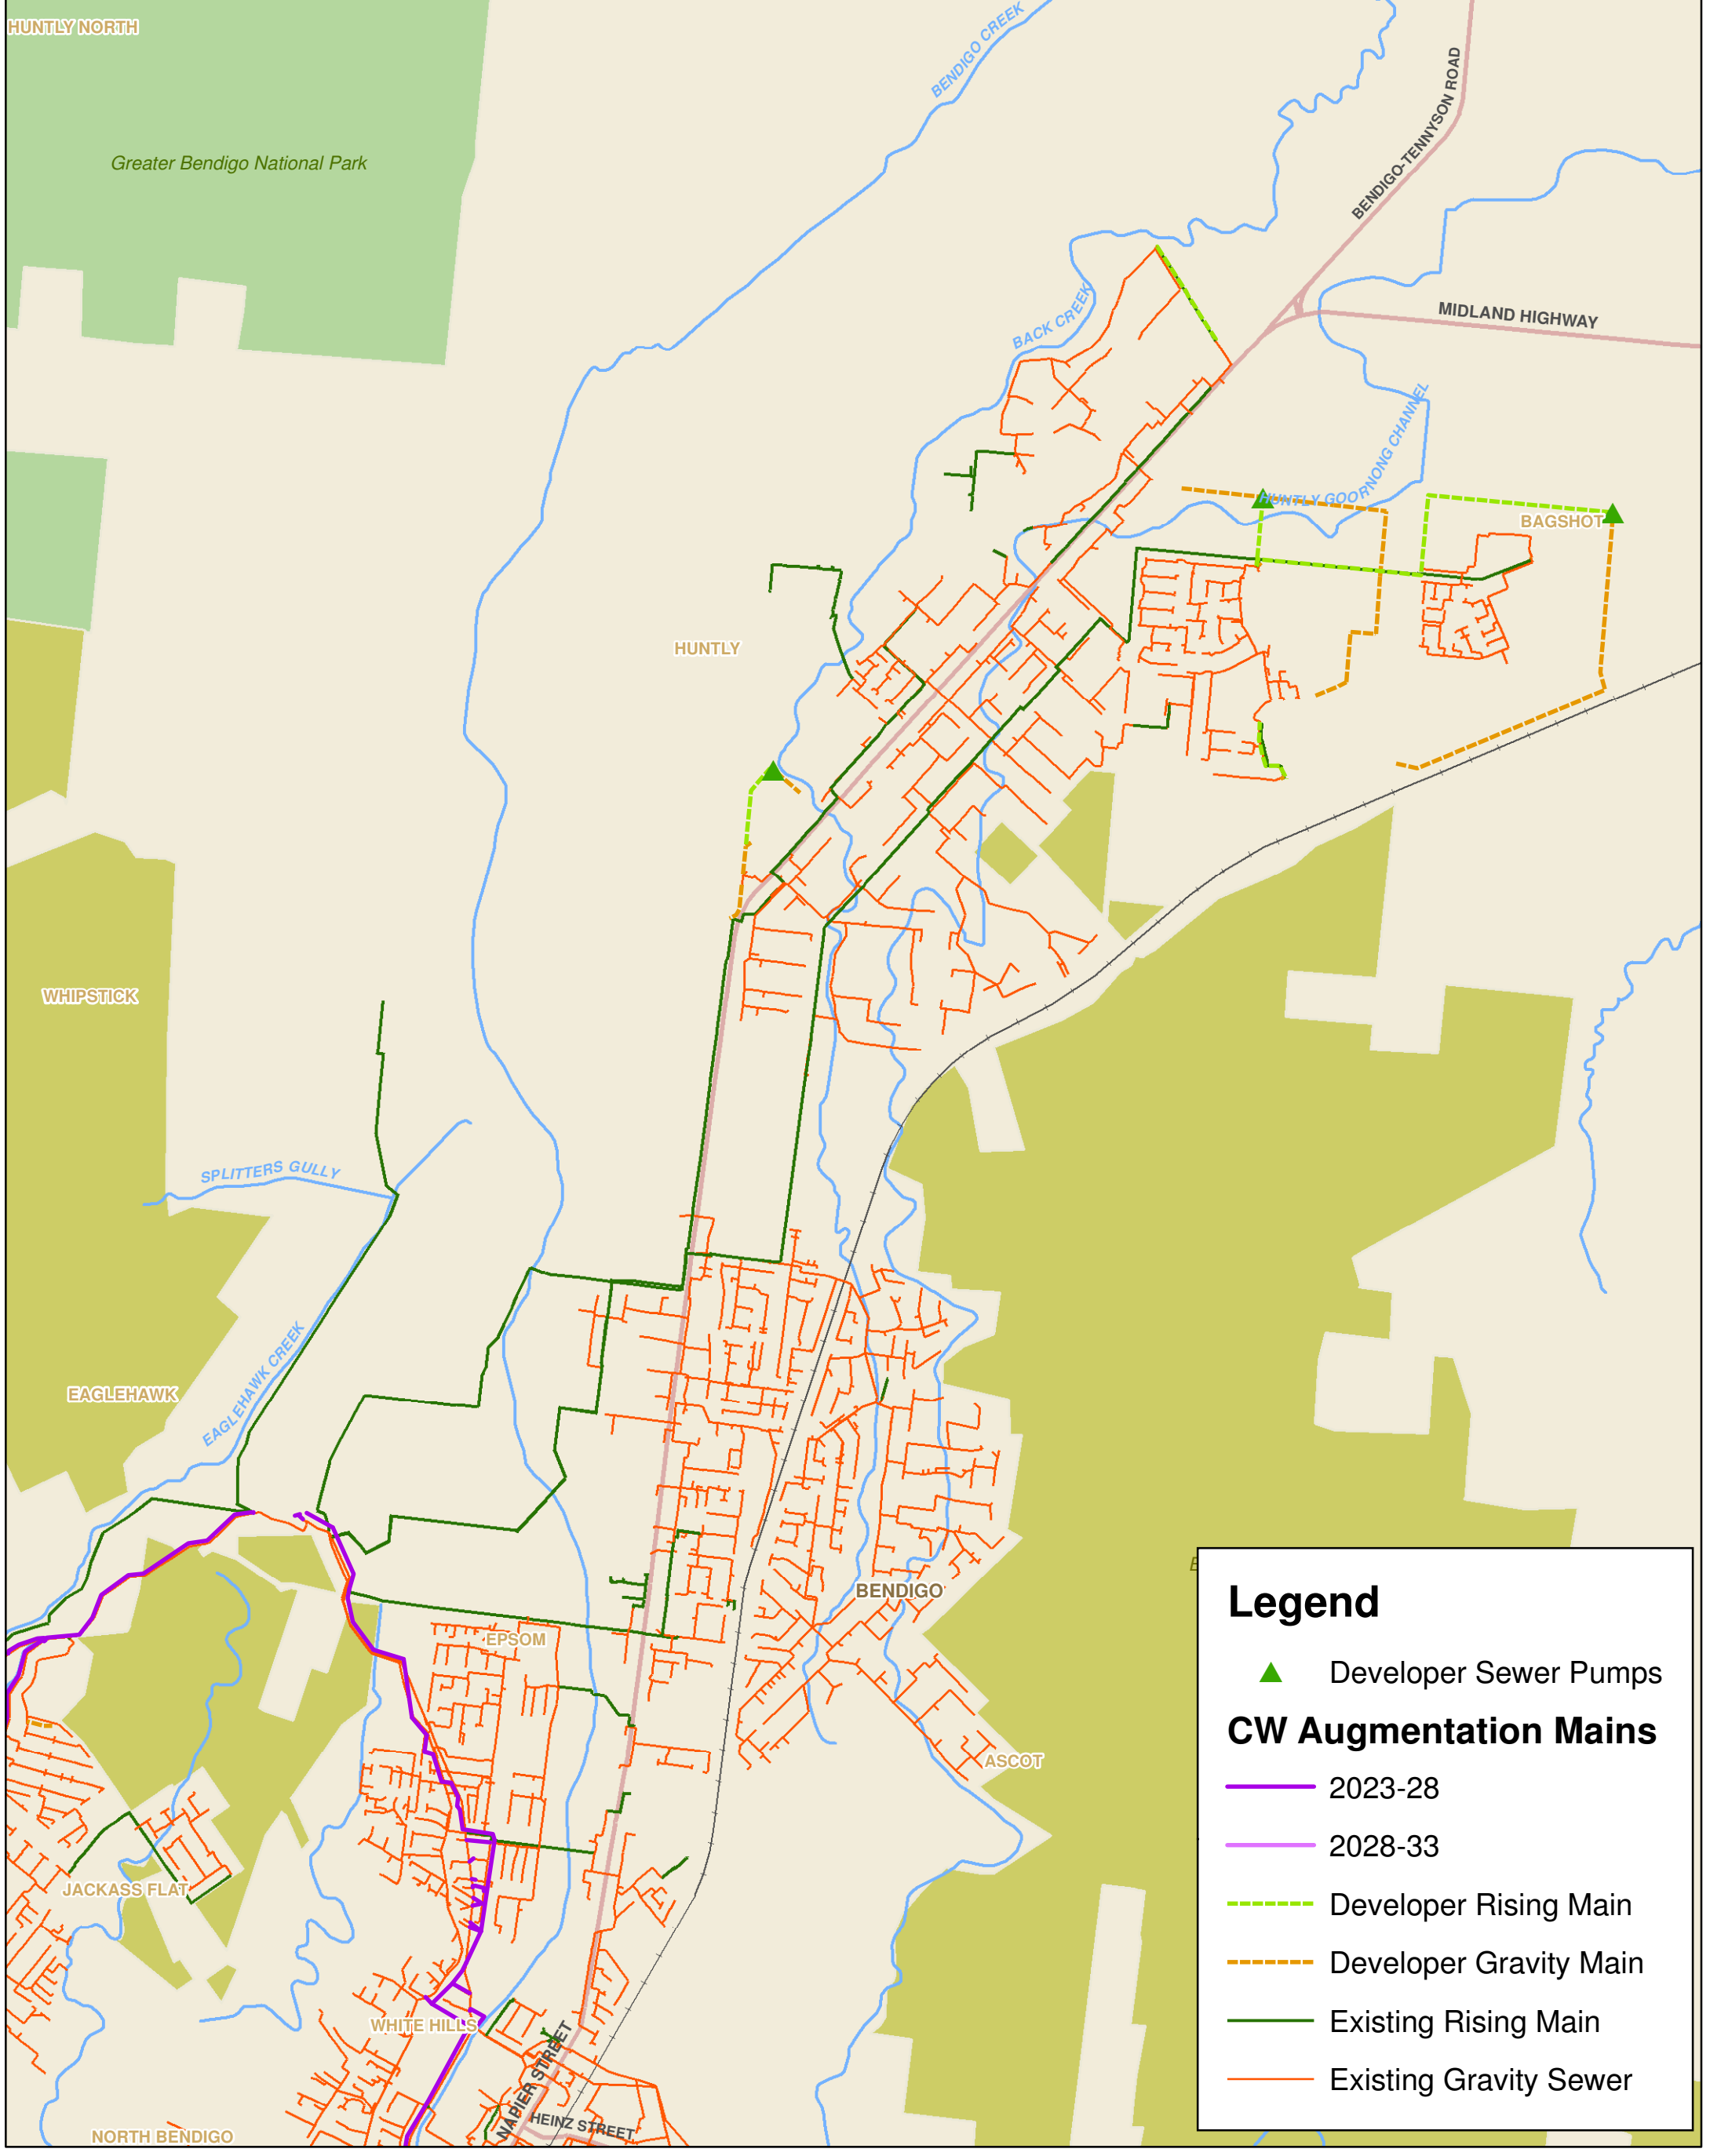 HUNTLY NORTH
BENDIGO CREEK
BENDIGO-TENNYSON ROAD
Greater Bendigo National Park
BACK CREEK
MIDLAND HIGHWAY
HUNTLY GOORNONG CHANNEL
BAGSHOT
HUNTLY
WHIPSTICK
SPLITTERS GULLY
EAGLEHAWK CREEK
EAGLEHAWK
BENDIGO
EPSOM
ASCOT
JACKASS FLAT
WHITE HILLS
NAPIER STREET
HEINZ STREET
NORTH BENDIGO
Legend
Developer Sewer Pumps
CW Augmentation Mains
2023-28
2028-33
Developer Rising Main
Developer Gravity Main
Existing Rising Main
Existing Gravity Sewer